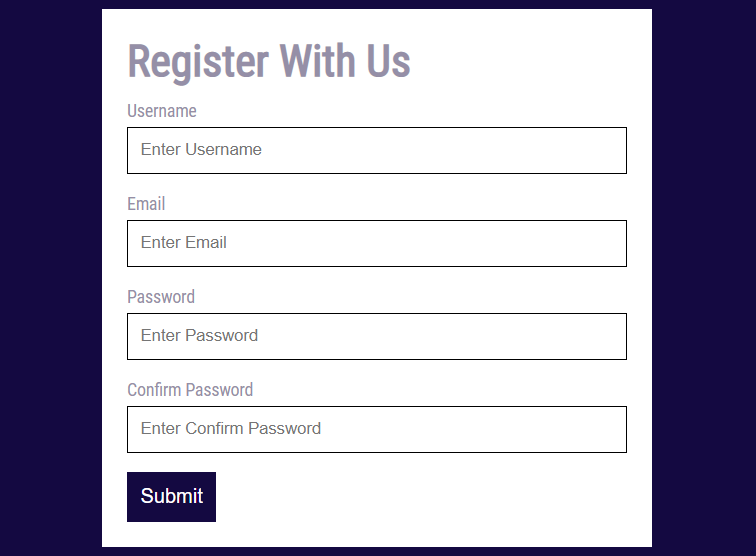 Register With Us
Username
Enter Username
Email
Enter Email
Password
Enter Password
Confirm Password
Enter Confirm Password
Submit